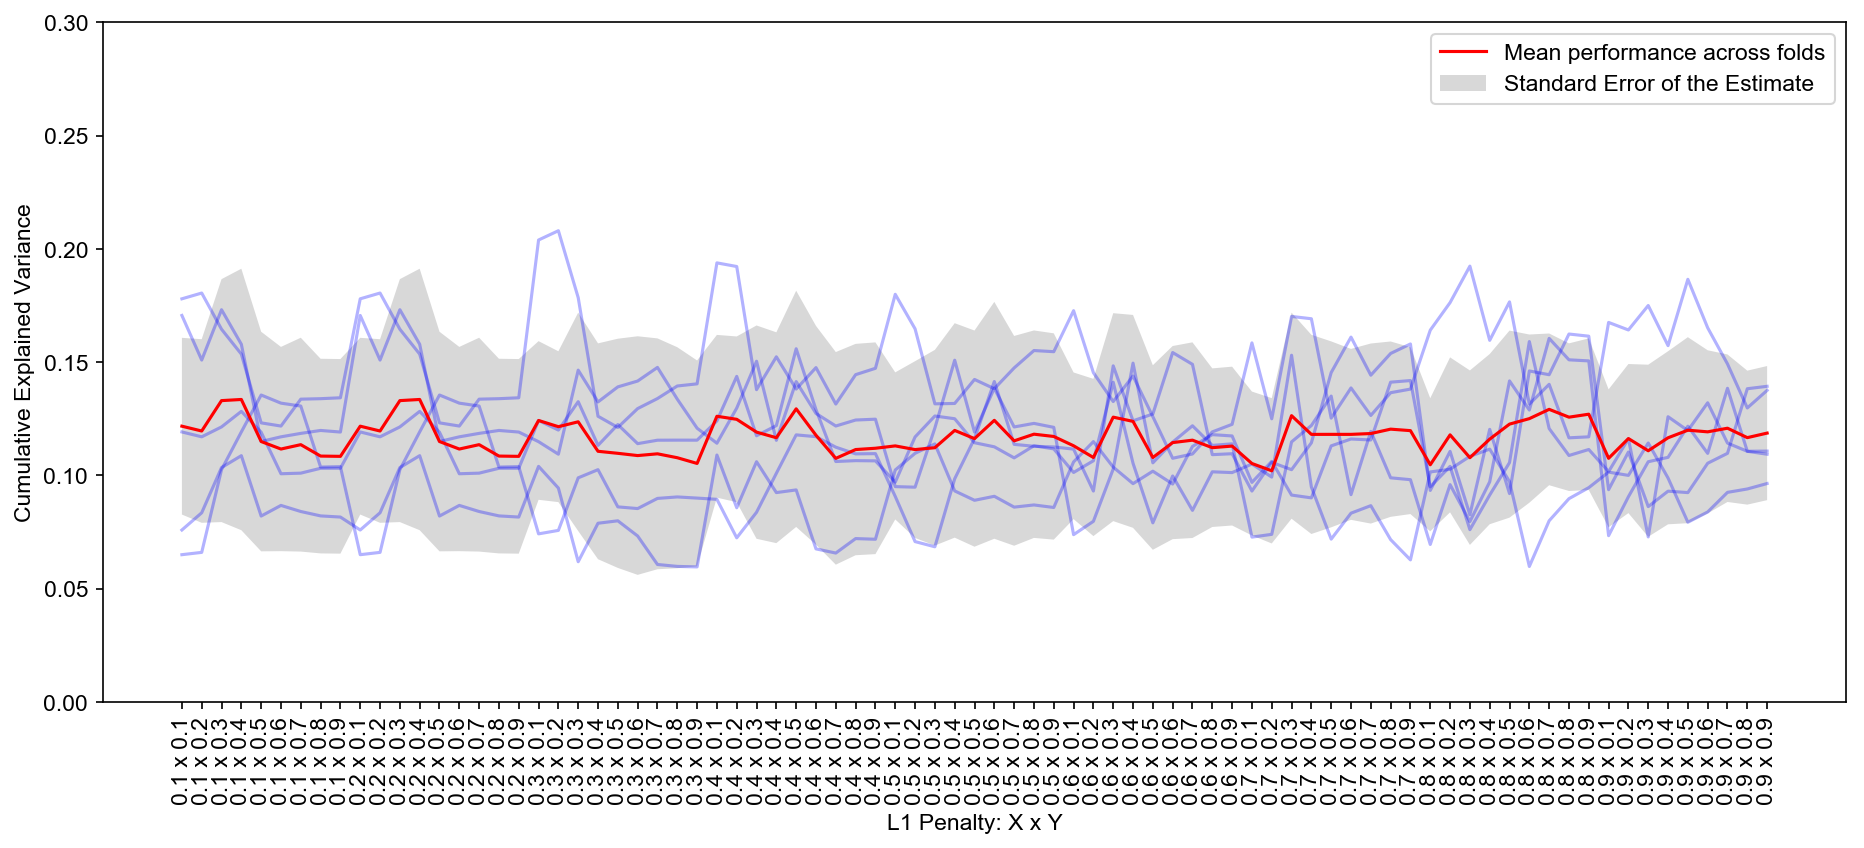 0.30
0.25
0.20
0.15
0.10
0.05
0.00
Cumulative Explained Variance
Mean performance across folds
Standard Error of the Estimate
0.1 x 0.1
0.1 x 0.2
0.1 x 0.3
0.1 x 0.4
0.1 x 0.5
0.1 x 0.6
0.1 x 0.7
0.1 x 0.8
0.1 x 0.9
0.2 x 0.1
0.2 x 0.2
0.2 x 0.3
0.2 x 0.4
0.2 x 0.5
0.2 x 0.6
0.2 x 0.7
0.2 x 0.8
0.2 x 0.9
0.3 x 0.1
0.3 x 0.2
0.3 x 0.3
0.3 x 0.4
0.3 x 0.5
0.3 x 0.6
0.3 x 0.7
0.3 x 0.8
0.3 x 0.9
0.4 x 0.1
0.4 x 0.2
0.4 x 0.3
0.4 x 0.4
0.4 x 0.5
0.4 x 0.6
0.4 x 0.7
0.4 x 0.8
0.4 x 0.9
0.5 x 0.1
0.5 x 0.2
0.5 x 0.3
0.5 x 0.4
0.5 x 0.5
0.5 x 0.6
0.5 x 0.7
0.5 x 0.8
0.5 x 0.9
0.6 x 0.1
0.6 x 0.2
0.6 x 0.3
0.6 x 0.4
0.6 x 0.5
0.6 x 0.6
0.6 x 0.7
0.6 x 0.8
0.6 x 0.9
0.7 x 0.1
0.7 x 0.2
0.7 x 0.3
0.7 x 0.4
0.7 x 0.5
0.7 x 0.6
0.7 x 0.7
0.7 x 0.8
0.7 x 0.9
0.8 x 0.1
0.8 x 0.2
0.8 x 0.3
0.8 x 0.4
0.8 x 0.5
0.8 x 0.6
0.8 x 0.7
0.8 x 0.8
0.8 x 0.9
0.9 x 0.1
0.9 x 0.2
0.9 x 0.3
0.9 x 0.4
0.9 x 0.5
0.9 x 0.6
0.9 x 0.7
0.9 x 0.8
0.9 x 0.9
L1 Penalty: X x Y